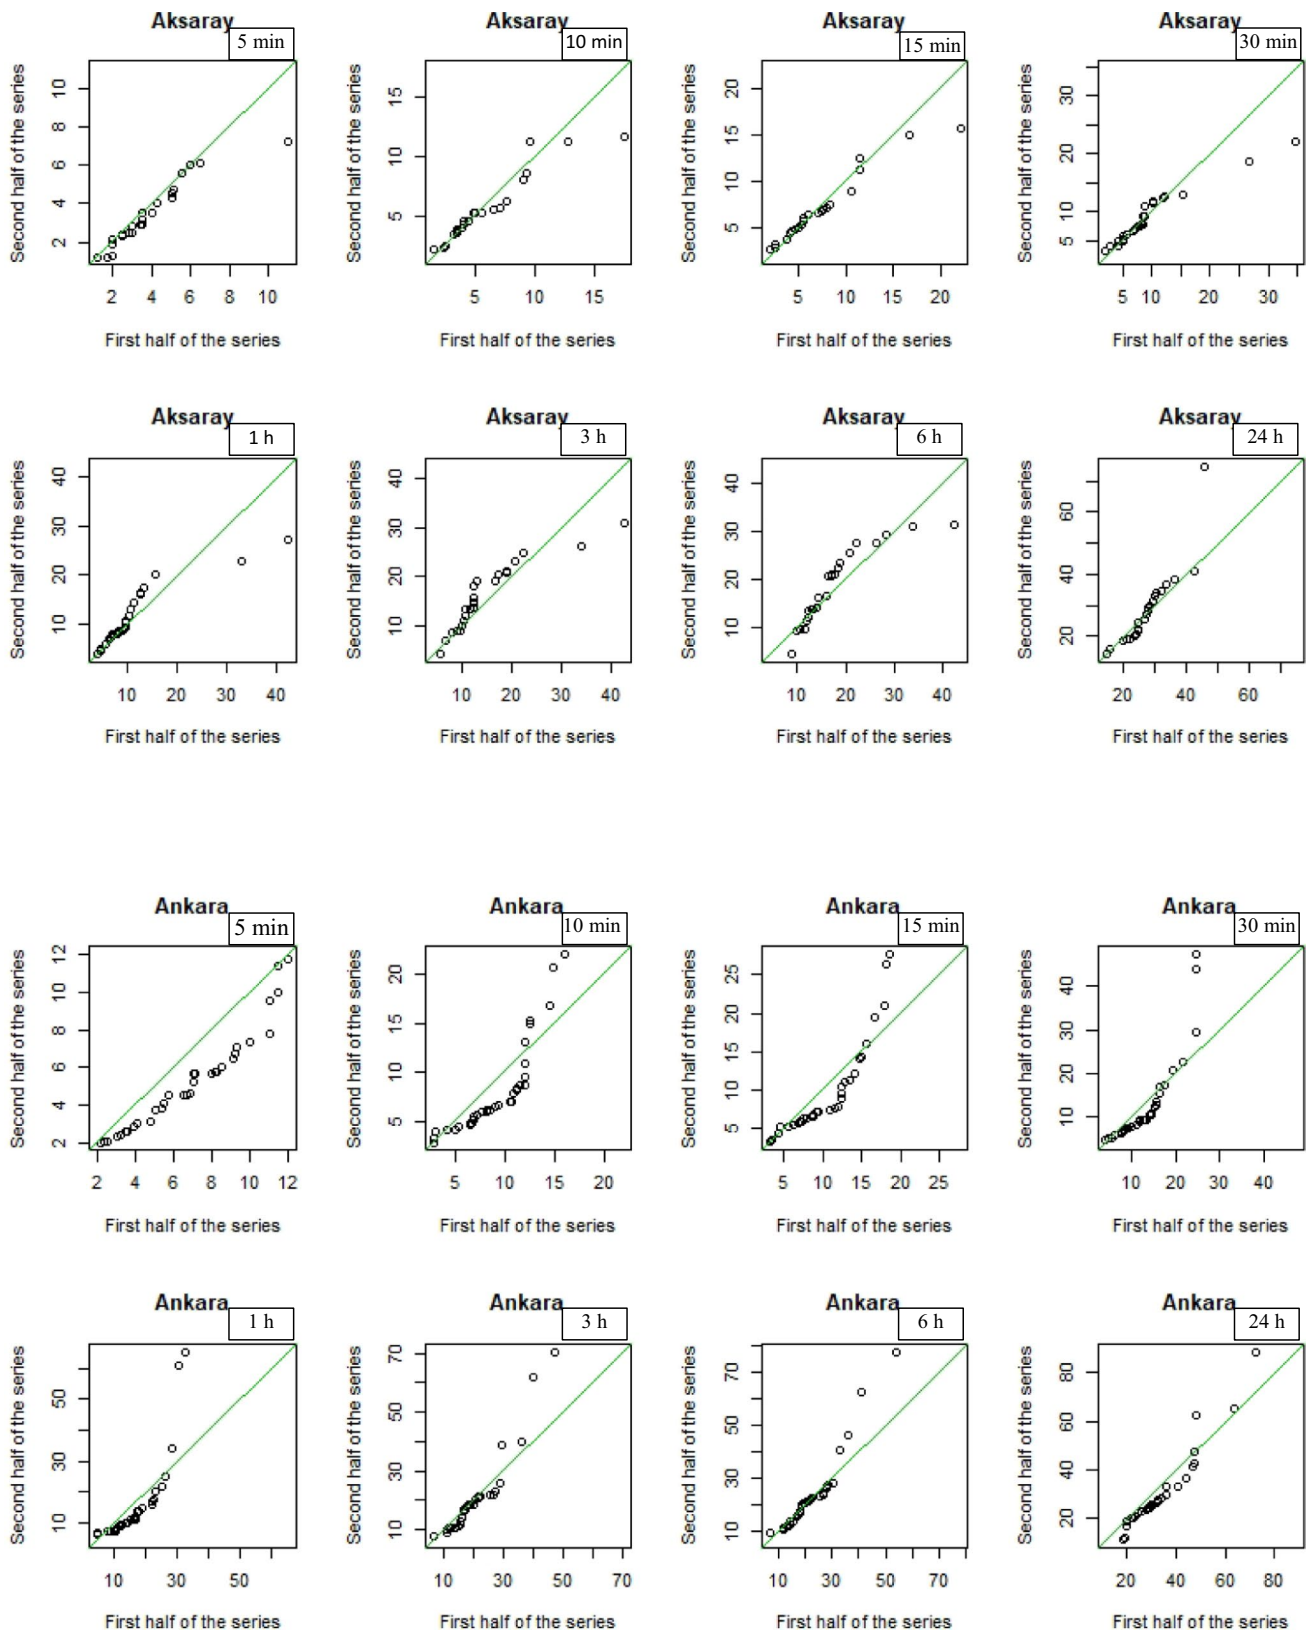 Aksaray
5 min
Second half of the series
10
8
6
4
2
2 4 6 8 10
First half of the series
Aksaray
10 min
Second half of the series
15
10
5
5 10 15
First half of the series
Aksaray
15 min
Second half of the series
20
15
10
5
5 10 15 20
First half of the series
Aksaray
30 min
Second half of the series
30
20
10
5
5 10 20 30
First half of the series
Aksaray
1 h
Second half of the series
40
30
20
10
10 20 30 40
First half of the series
Aksaray
3 h
Second half of the series
40
30
20
10
10 20 30 40
First half of the series
Aksaray
6 h
Second half of the series
40
30
20
10
10 20 30 40
First half of the series
Aksaray
24 h
Second half of the series
60
40
20
20 40 60
First half of the series
Ankara
5 min
Second half of the series
12
10
8
6
4
2
2 4 6 8 10 12
First half of the series
Ankara
10 min
Second half of the series
20
15
10
5
5 10 15 20
First half of the series
Ankara
15 min
Second half of the series
25
20
15
10
5
5 10 15 20 25
First half of the series
Ankara
30 min
Second half of the series
40
30
20
10
10 20 30 40
First half of the series
Ankara
1 h
Second half of the series
50
30
10
10 30 50
First half of the series
Ankara
3 h
Second half of the series
70
50
30
10
10 30 50 70
First half of the series
Ankara
6 h
Second half of the series
70
50
30
10
10 30 50 70
First half of the series
Ankara
24 h
Second half of the series
80
60
40
20
20 40 60 80
First half of the series